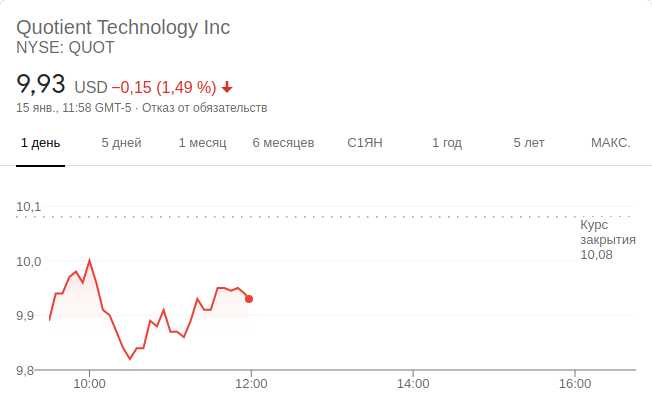 Quotient Technology Inc
NYSE: QUOT
9,93 USD −0,15 (1,49 %)
15 янв., 11:58 GMT-5 · Отказ от обязательств
1 день 5 дней 1 месяц 6 месяцев С1ЯН 1 год 5 лет МАКС.
10,1
Курс
закрытия
10,08
10,0
9,9
9,8
10:00 12:00 14:00 16:00